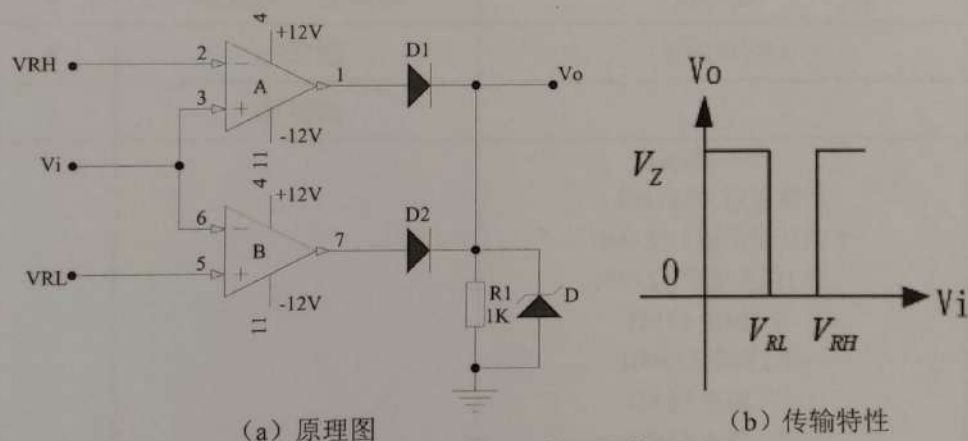 4
+12V
VRH
2
−
A
1
D1
Vo
3
+
-12V
11
Vi
4
+12V
6
−
B
7
D2
VRL
5
+
-12V
11
R1
1K
D
(a) 原理图
Vo
V_Z
0
V_RL
V_RH
Vi
(b) 传输特性